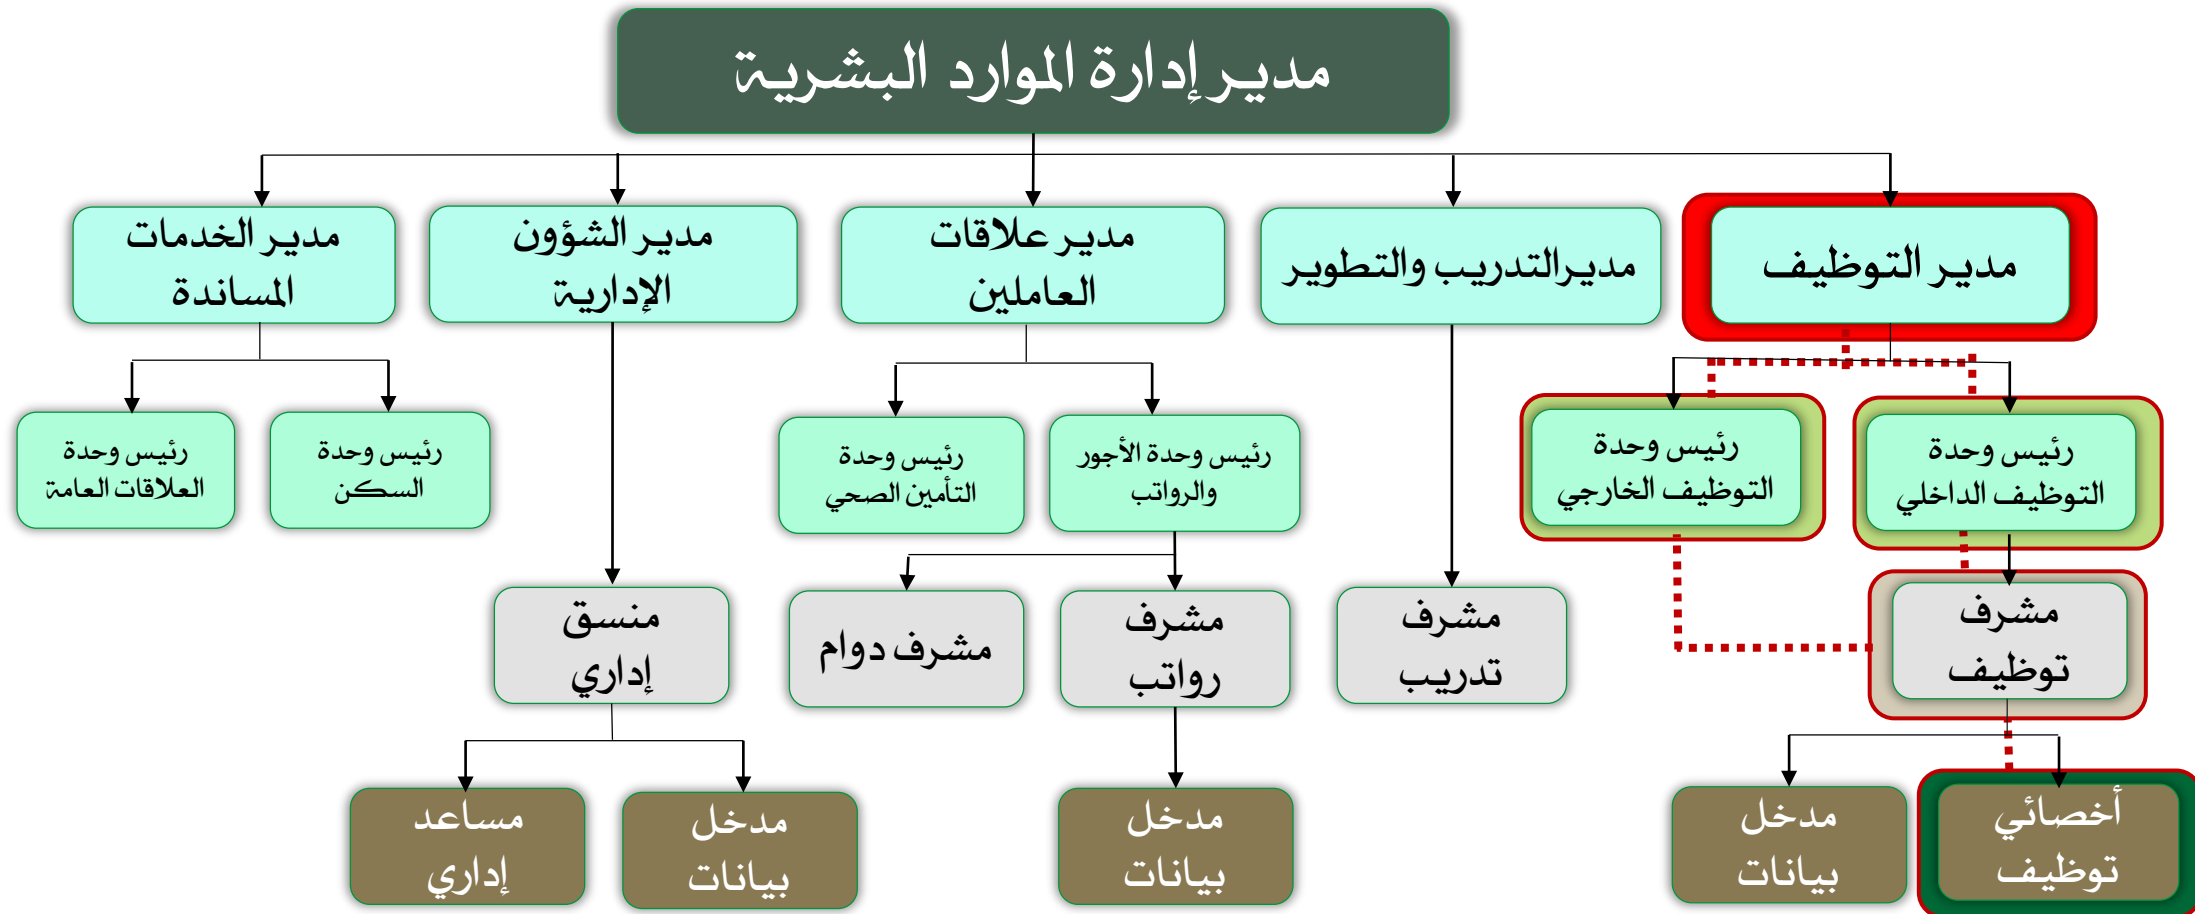 مدير إدارة الموارد البشرية
مدير التوظيف
مديرالتدريب والتطوير
مدير علاقات
العاملين
مدير الشؤون
الإدارية
مدير الخدمات
المساندة
رئيس وحدة
التوظيف الداخلي
رئيس وحدة
التوظيف الخارجي
رئيس وحدة الأجور
والرواتب
رئيس وحدة
التأمين الصحي
رئيس وحدة
السكن
رئيس وحدة
العلاقات العامة
مشرف
توظيف
مشرف
تدريب
مشرف
رواتب
مشرف دوام
منسق
إداري
أخصائي
توظيف
مدخل
بيانات
مدخل
بيانات
مدخل
بيانات
مساعد
إداري